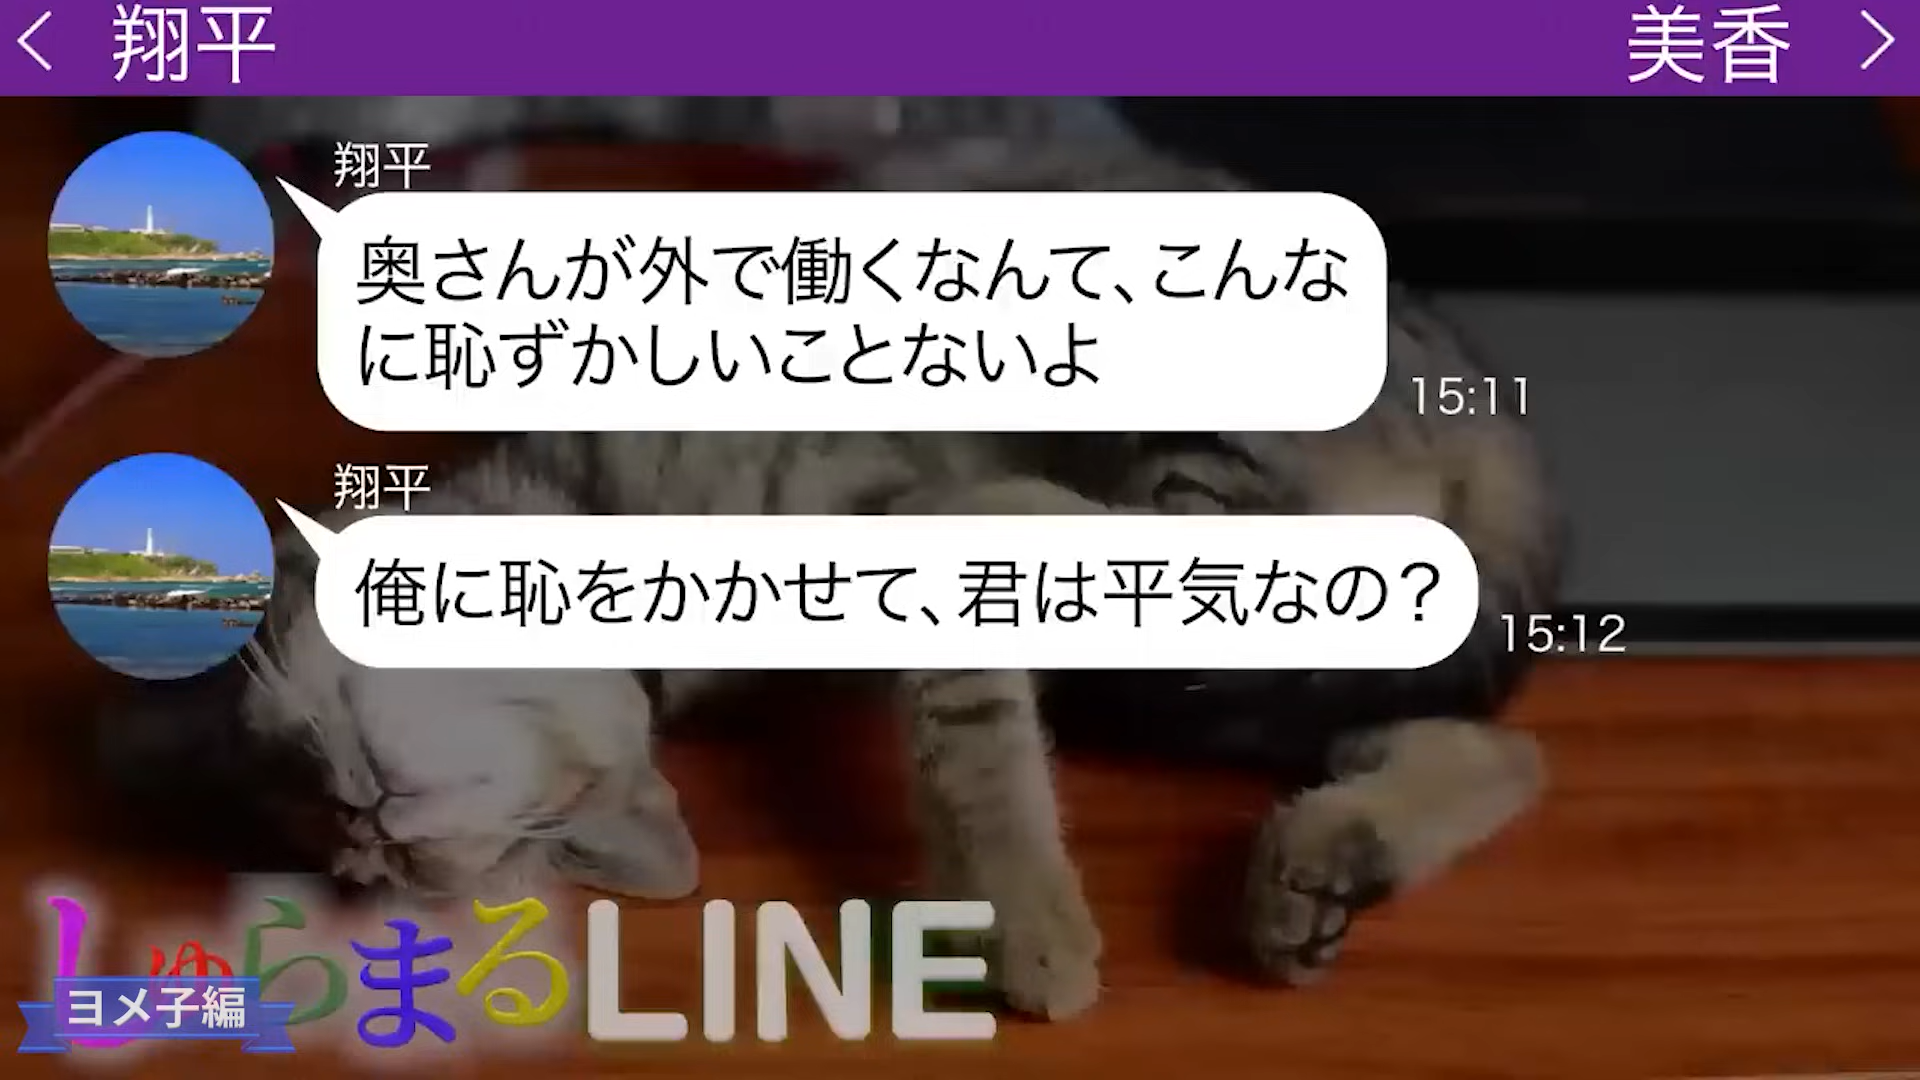 翔平
美香
翔平
奥さんが外で働くなんて、こんな
に恥ずかしいことないよ
15:11
翔平
俺に恥をかかせて、君は平気なの？
15:12
しゅらまるLINE
ヨメ子編